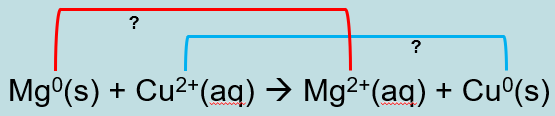 ?
?
Mg⁰(s) + Cu²⁺(aq) → Mg²⁺(aq) + Cu⁰(s)